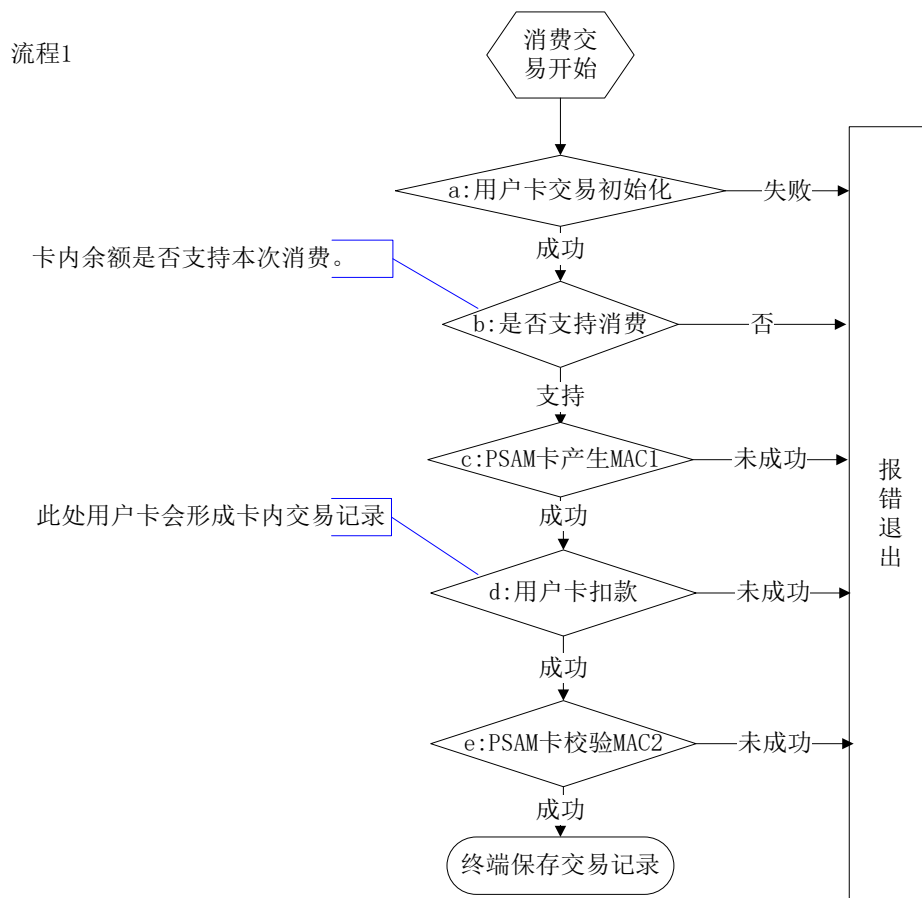 流程1
消费交
易开始
a:用户卡交易初始化
失败
成功
卡内余额是否支持本次消费。
b:是否支持消费
否
支持
c:PSAM卡产生MAC1
未成功
成功
此处用户卡会形成卡内交易记录
d:用户卡扣款
未成功
成功
e:PSAM卡校验MAC2
未成功
成功
终端保存交易记录
报
错
退
出